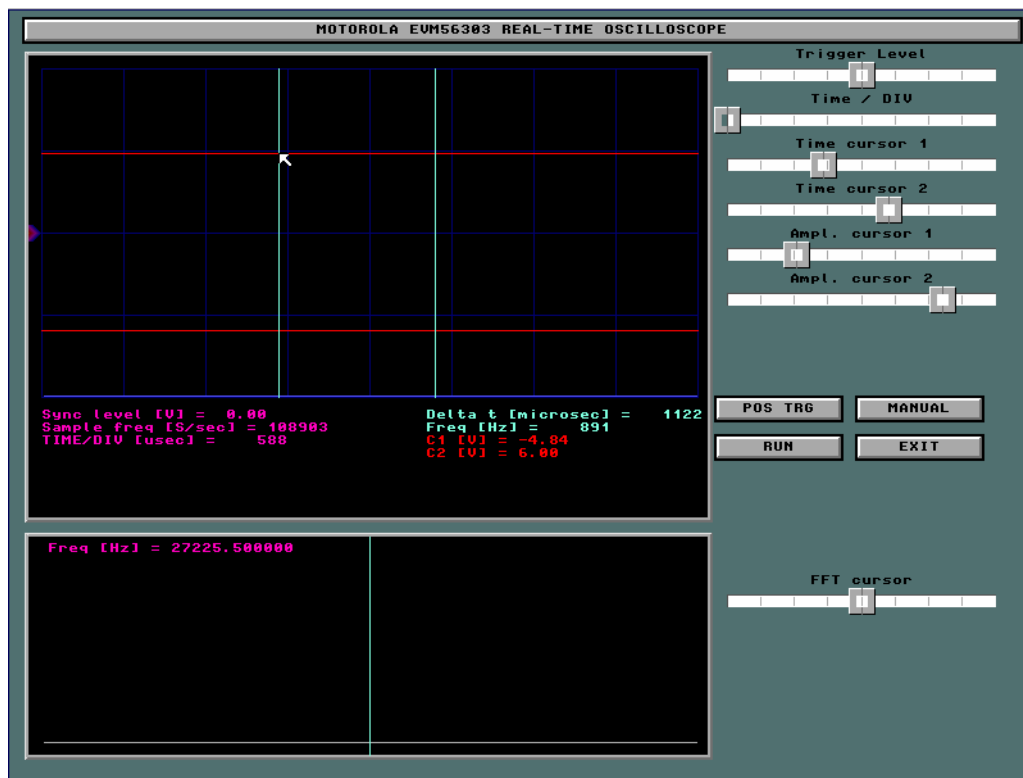 MOTOROLA EVM56303 REAL-TIME OSCILLOSCOPE
Trigger Level
Time / DIV
Time cursor 1
Time cursor 2
Ampl. cursor 1
Ampl. cursor 2
Sync level [V] = 0.00
Sample freq [S/sec] = 108903
TIME/DIV [usec] = 588
Delta t [microsec] = 1122
Freq [Hz] = 891
C1 [V] = -4.84
C2 [V] = 6.00
POS TRG
MANUAL
RUN
EXIT
Freq [Hz] = 27225.500000
FFT cursor